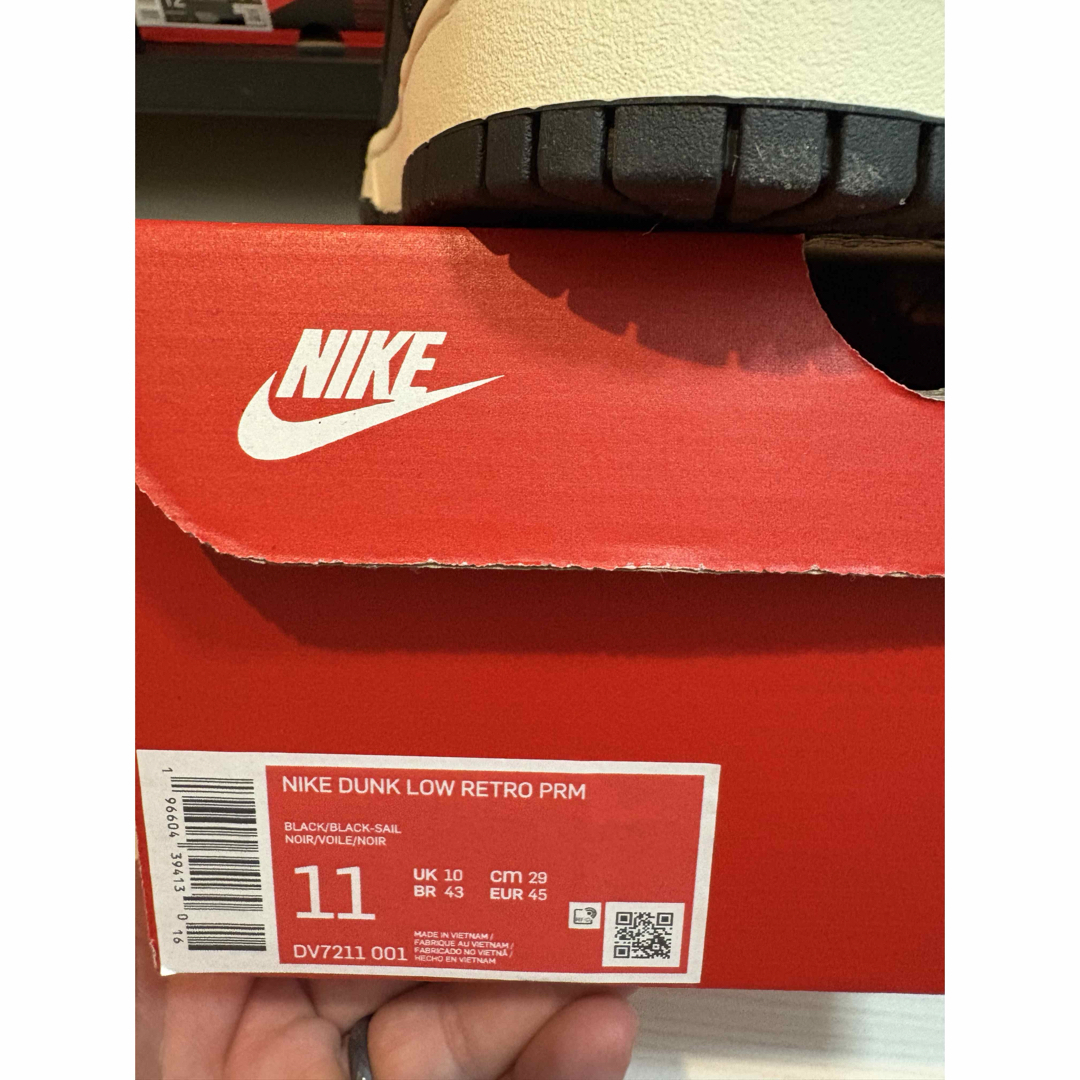 12
NIKE
NIKE DUNK LOW RETRO PRM
BLACK/BLACK-SAIL
NOIR/VOILE/NOIR
11
UK 10 cm 29
BR 43 EUR 45
DV7211 001
MADE IN VIETNAM /
FABRIQUE AU VIETNAM /
FABRICADO NO VIETNÃ /
HECHO EN VIETNAM
1 96604 39413 0 16